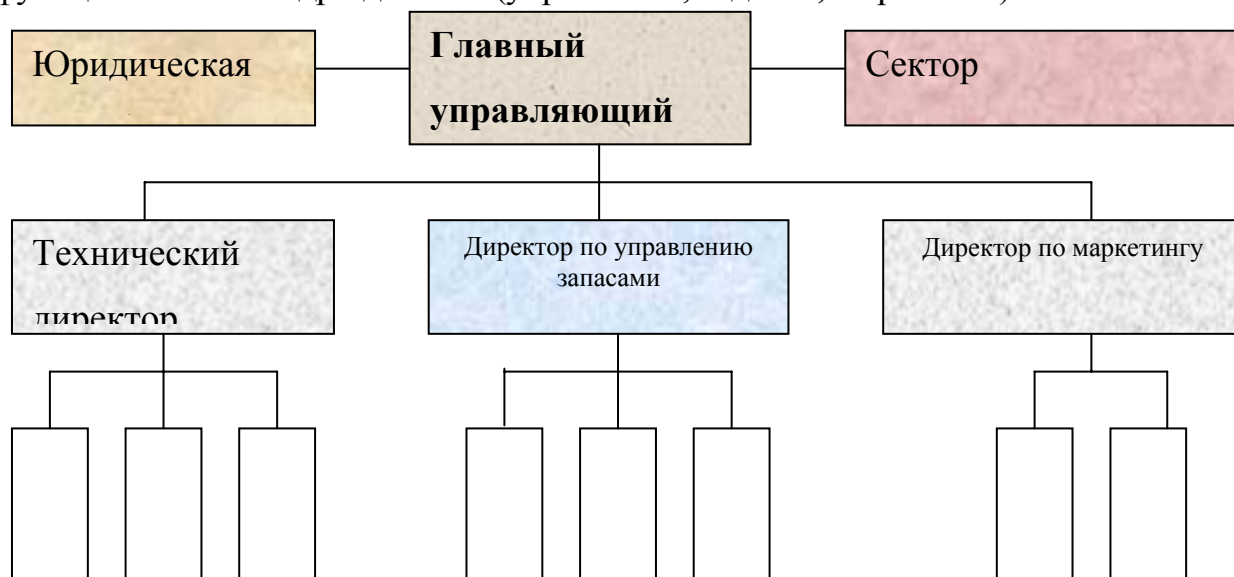 Юридическая
Главный
управляющий
Сектор
Технический
директор
Директор по управлению
запасами
Директор по маркетингу